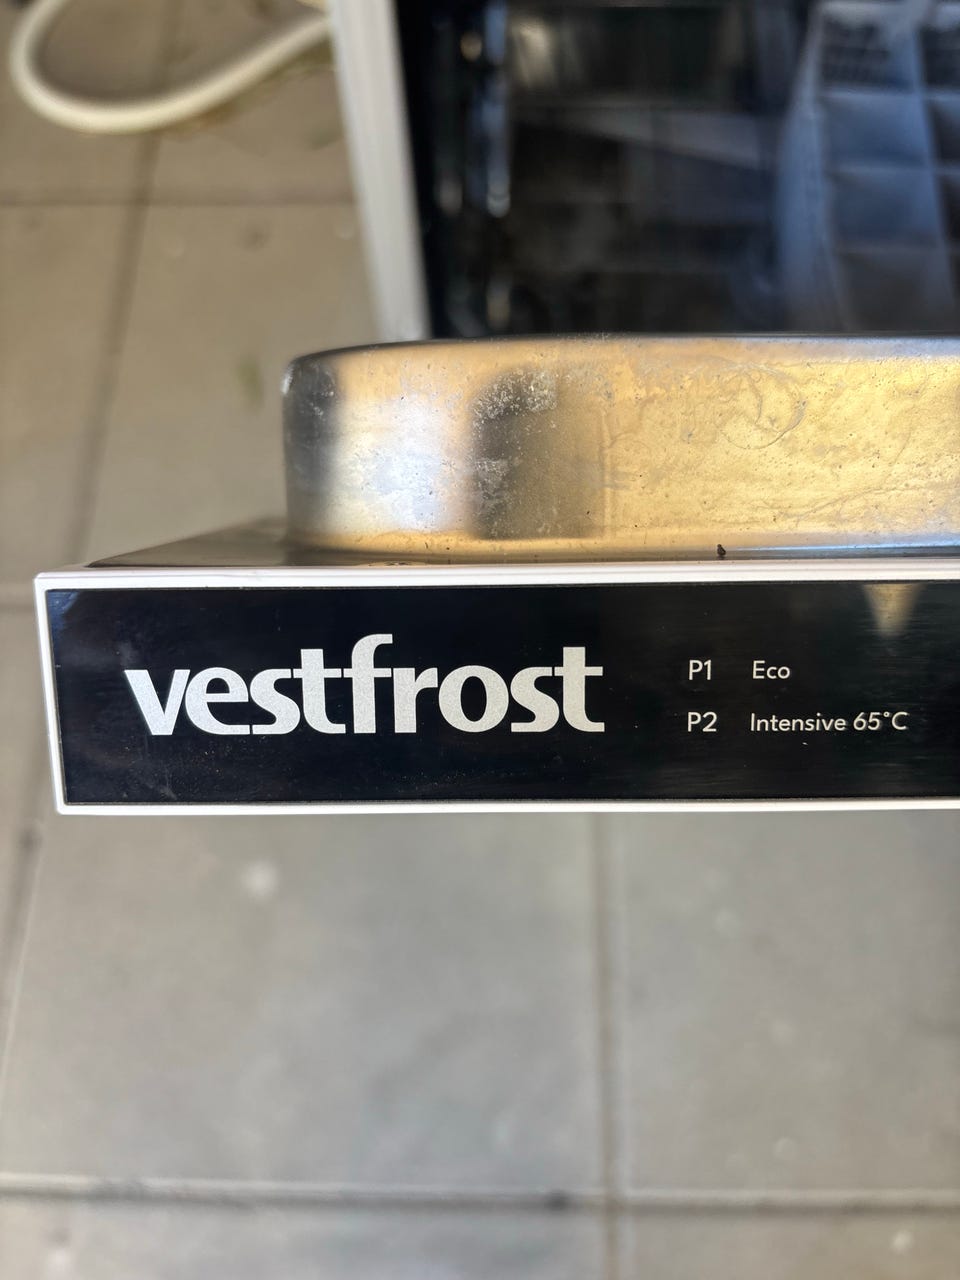 vestfrost
P1 Eco
P2 Intensive 65°C